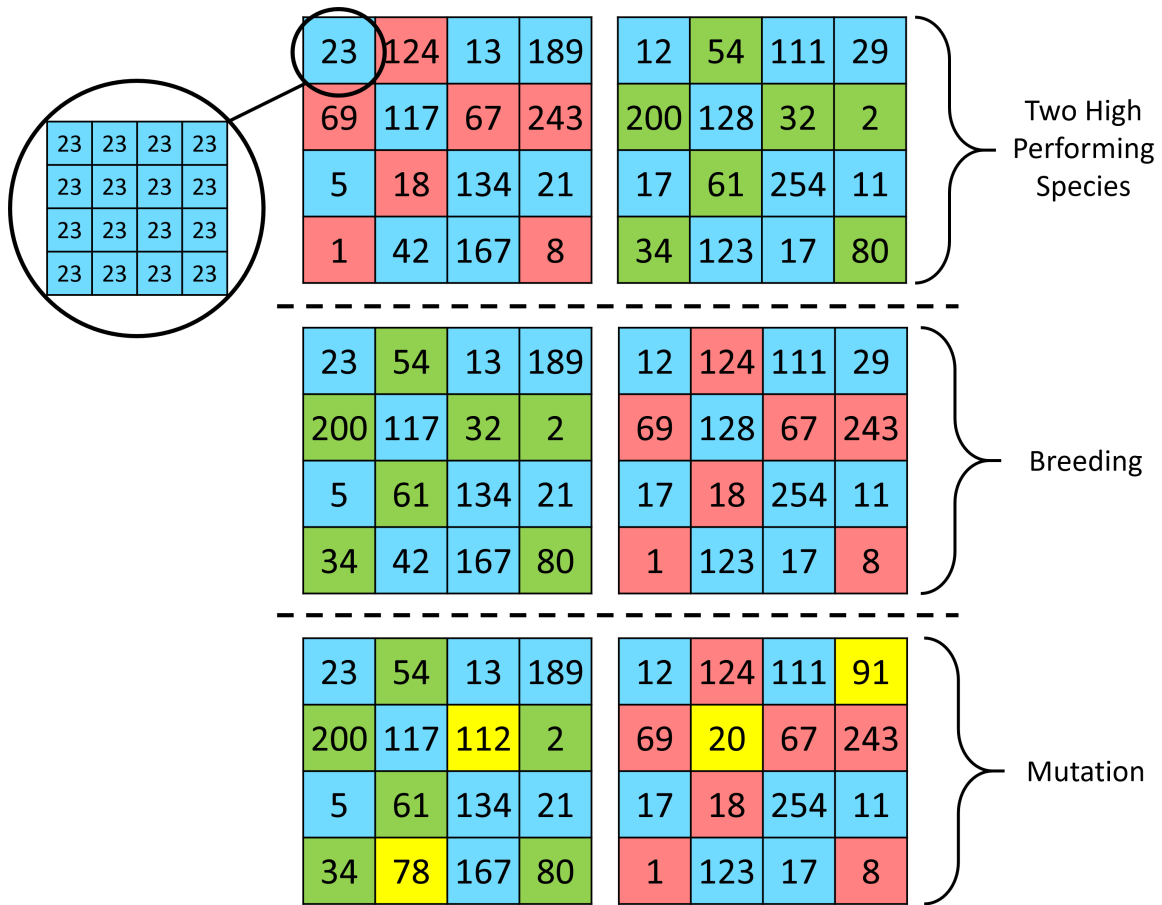 23 124 13 189 12 54 111 29
69 117 67 243 200 128 32 2
5 18 134 21 17 61 254 11
1 42 167 8 34 123 17 80
23 23 23 23
23 23 23 23
23 23 23 23
23 23 23 23
Two High
Performing
Species
23 54 13 189 12 124 111 29
200 117 32 2 69 128 67 243
5 61 134 21 17 18 254 11
34 42 167 80 1 123 17 8
Breeding
23 54 13 189 12 124 111 91
200 117 112 2 69 20 67 243
5 61 134 21 17 18 254 11
34 78 167 80 1 123 17 8
Mutation